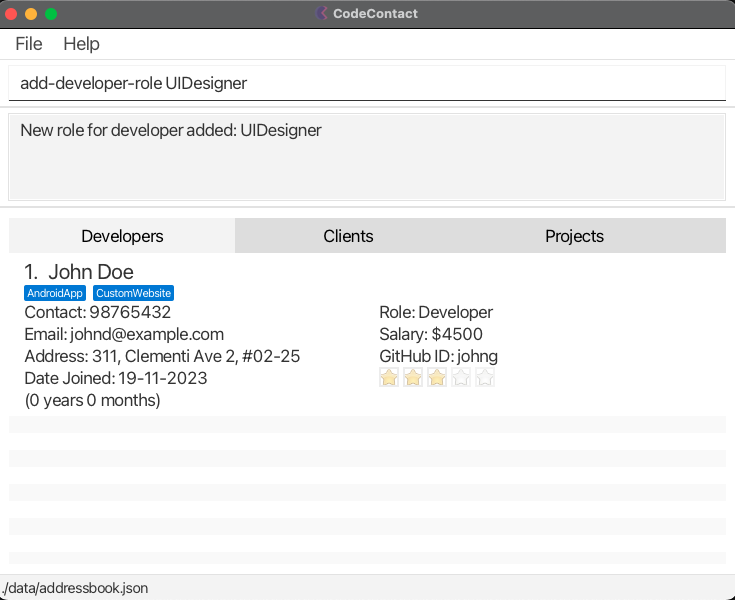 CodeContact
File Help
add-developer-role UIDesigner
New role for developer added: UIDesigner
Developers Clients Projects
1. John Doe
AndroidApp CustomWebsite
Contact: 98765432 Role: Developer
Email: johnd@example.com Salary: $4500
Address: 311, Clementi Ave 2, #02-25 GitHub ID: johng
Date Joined: 19-11-2023
(0 years 0 months)
./data/addressbook.json